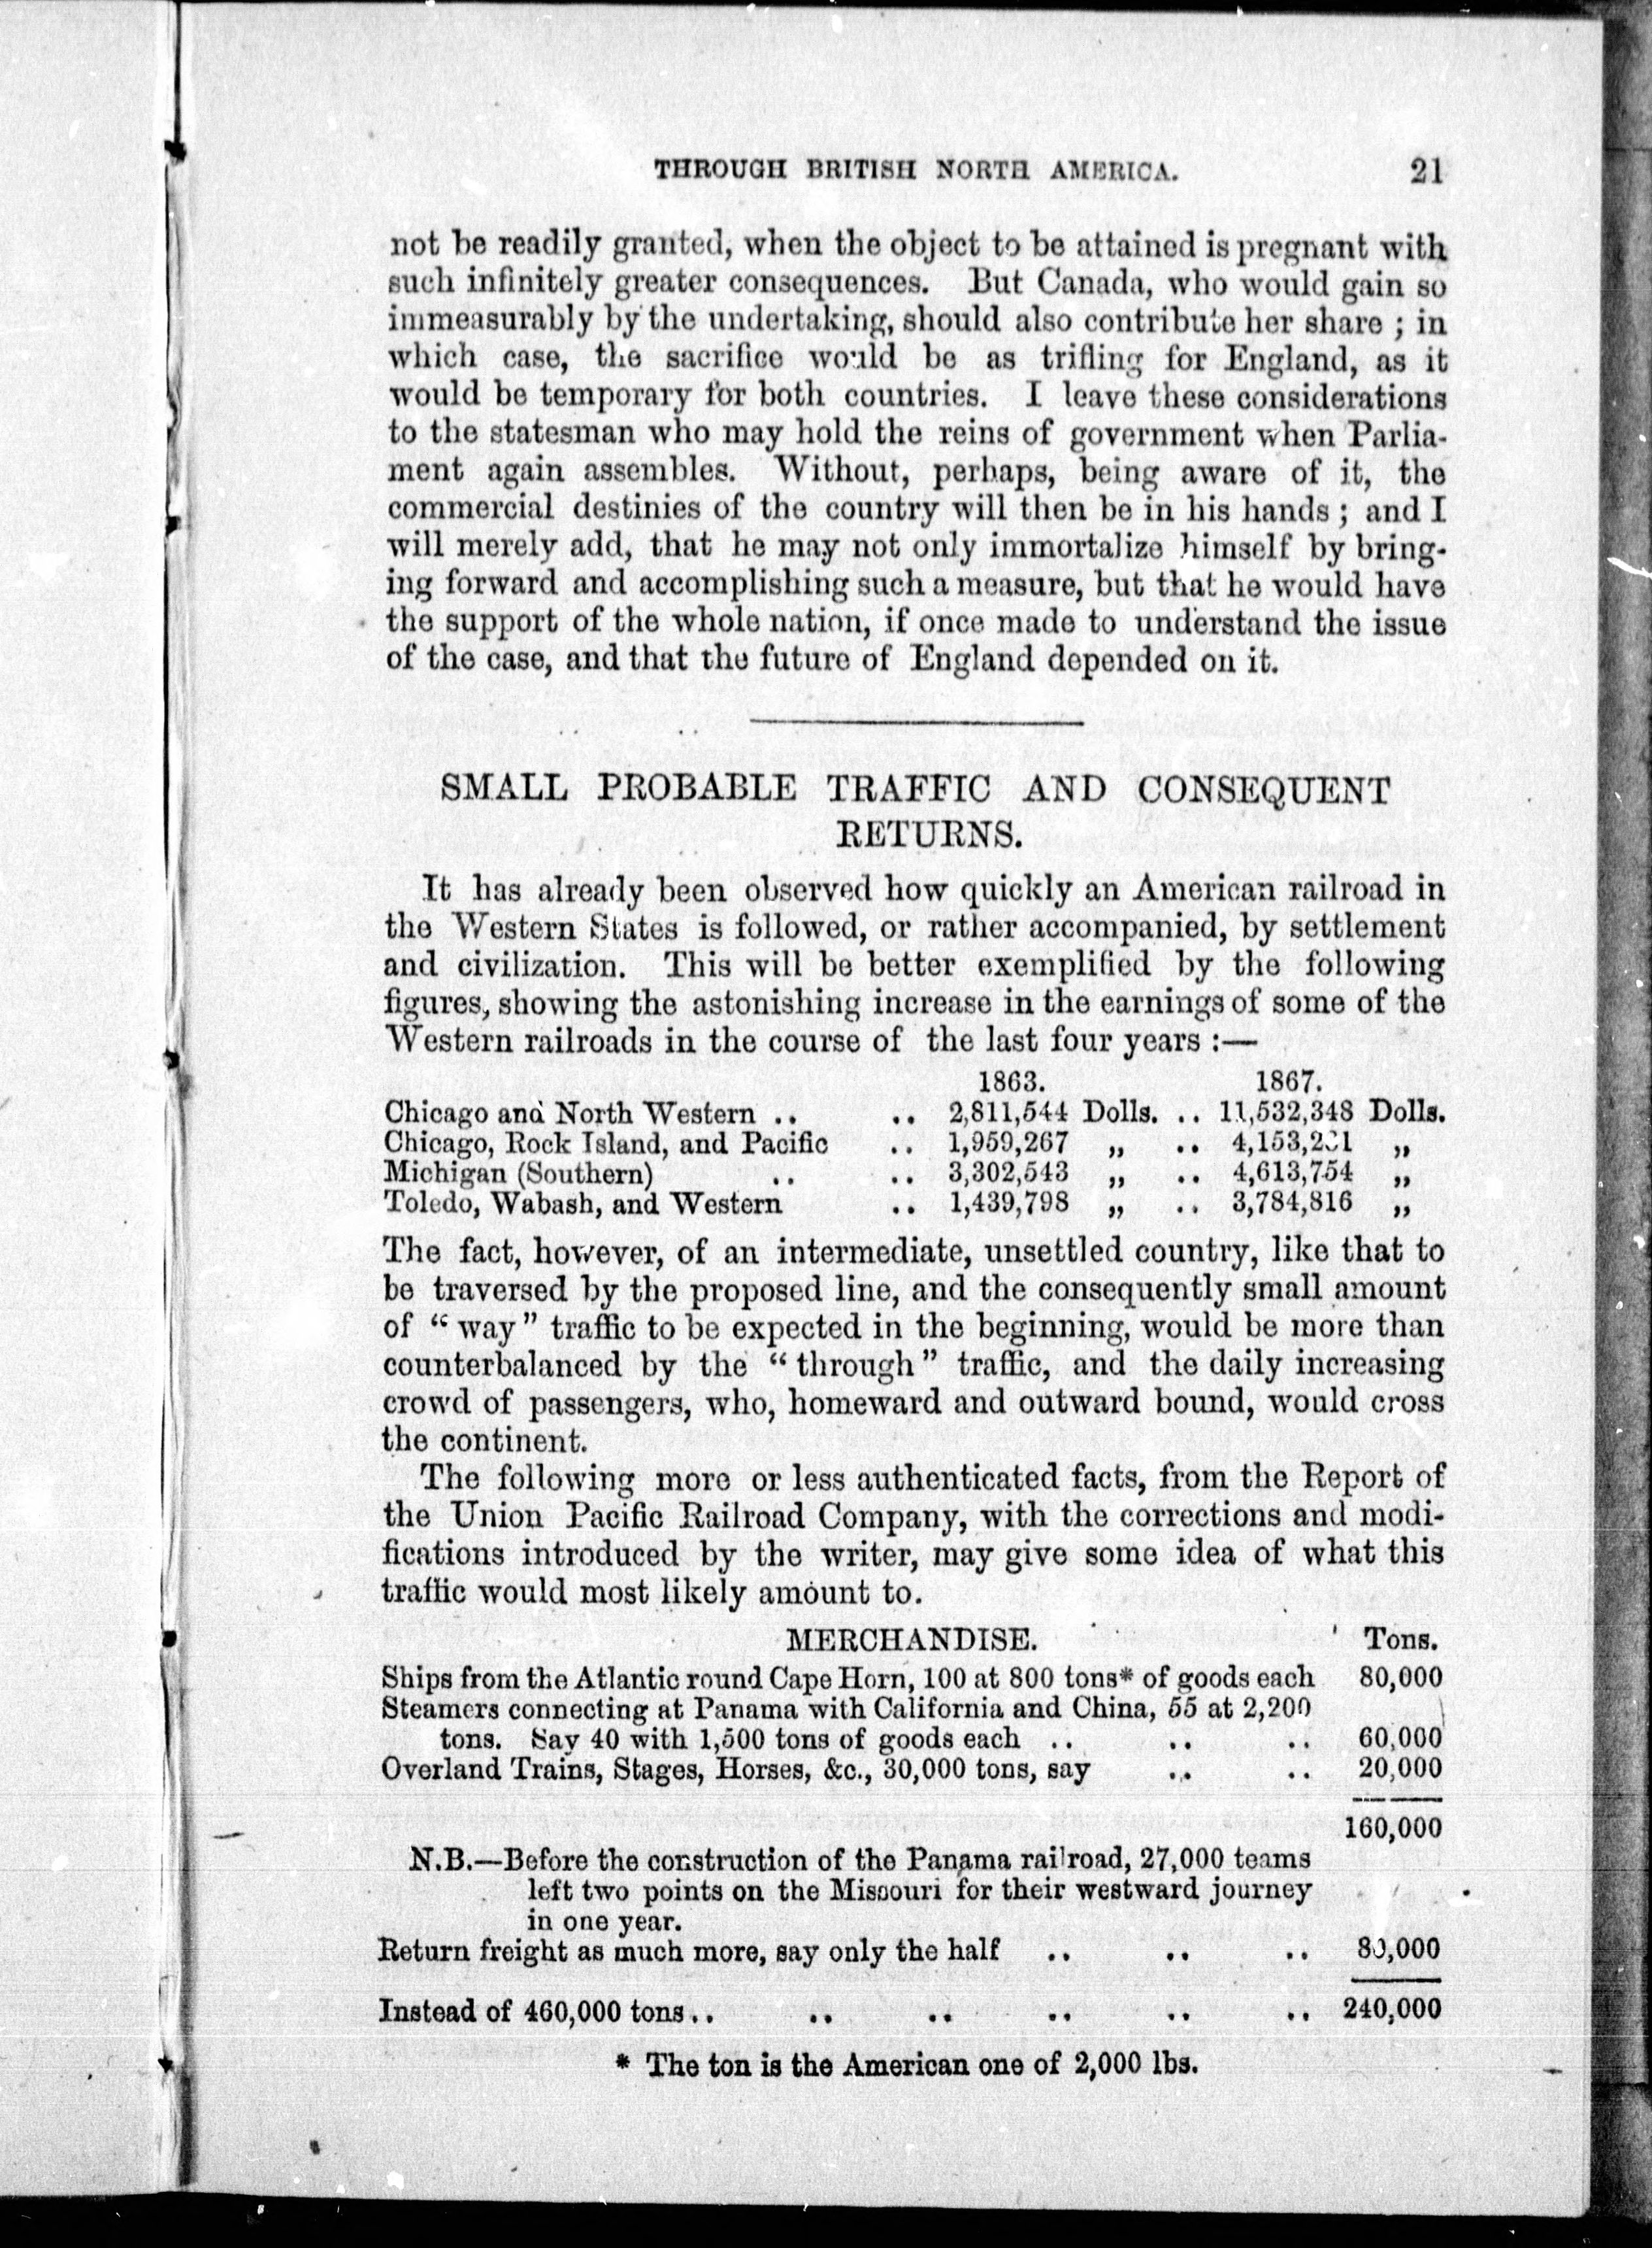 THROUGH BRITISH NORTH AMERICA. 21
not be readily granted, when the object to be attained is pregnant with
such infinitely greater consequences. But Canada, who would gain so
immeasurably by the undertaking, should also contribute her share ; in
which case, the sacrifice would be as trifling for England, as it
would be temporary for both countries. I leave these considerations
to the statesman who may hold the reins of government when Parlia-
ment again assembles. Without, perhaps, being aware of it, the
commercial destinies of the country will then be in his hands ; and I
will merely add, that he may not only immortalize himself by bring-
ing forward and accomplishing such a measure, but that he would have
the support of the whole nation, if once made to understand the issue
of the case, and that the future of England depended on it.
SMALL PROBABLE TRAFFIC AND CONSEQUENT
RETURNS.
It has already been observed how quickly an American railroad in
the Western States is followed, or rather accompanied, by settlement
and civilization. This will be better exemplified by the following
figures, showing the astonishing increase in the earnings of some of the
Western railroads in the course of the last four years :—
1863. 1867.
Chicago and North Western .. .. 2,811,544 Dolls. .. 11,532,348 Dolls.
Chicago, Rock Island, and Pacific .. 1,959,267 „ .. „
Michigan (Southern) .. .. 3,302,543 „ .. 4,613,754 „
Toledo, Wabash, and Western .. 1,439,798 „ .. 3,784,816 „
The fact, however, of an intermediate, unsettled country, like that to
be traversed by the proposed line, and the consequently small amount
of “ way ” traffic to be expected in the beginning, would be more than
counterbalanced by the “ through ” traffic, and the daily increasing
crowd of passengers, who, homeward and outward bound, would cross
the continent.
The following more or less authenticated facts, from the Report of
the Union Pacific Railroad Company, with the corrections and modi-
fications introduced by the writer, may give some idea of what this
traffic would most likely amount to.
MERCHANDISE. Tons.
Ships from the Atlantic round Cape Horn, 100 at 800 tons* of goods each 80,000
Steamers connecting at Panama with California and China, 55 at 2,200
tons. Say 40 with 1,500 tons of goods each .. .. .. 60,000
Overland Trains, Stages, Horses, &c., 30,000 tons, say .. .. 20,000
160,000
N.B.—Before the construction of the Panama railroad, 27,000 teams
left two points on the Missouri for their westward journey
in one year.
Return freight as much more, say only the half .. .. .. 80,000
Instead of 460,000 tons .. .. .. .. .. .. 240,000
* The ton is the American one of 2,000 lbs.